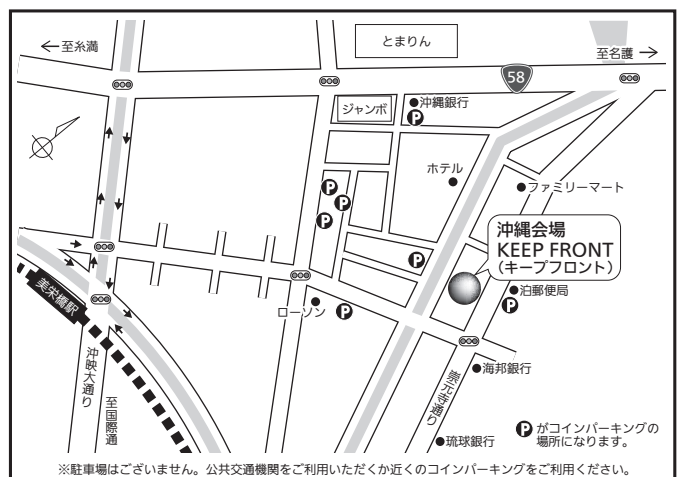 とまりん
←至糸満
至名護→
58
ジャンボ
●沖縄銀行
P
ホテル
●ファミリーマート
P
P
P
沖縄会場
KEEP FRONT
(キープフロント)
P
●泊郵便局
P
美栄橋駅
ローソン
P
沖映大通り
至国際通
崇元寺通り
●海邦銀行
●琉球銀行
Pがコインパーキングの
場所になります。
※駐車場はございません。公共交通機関をご利用いただくか近くのコインパーキングをご利用ください。